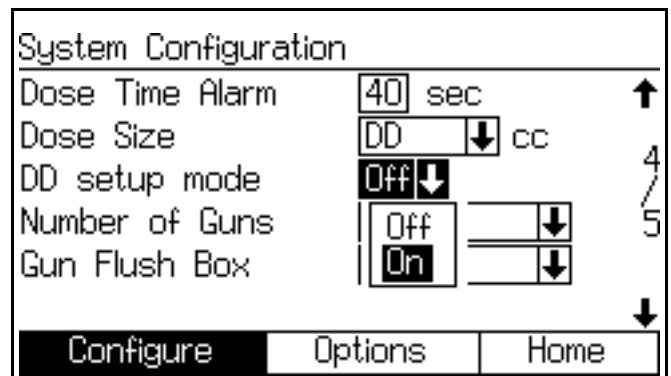 System Configuration
Dose Time Alarm 40 sec
Dose Size DD cc
DD setup mode Off
Number of Guns Off
Gun Flush Box On
4/5
Configure Options Home